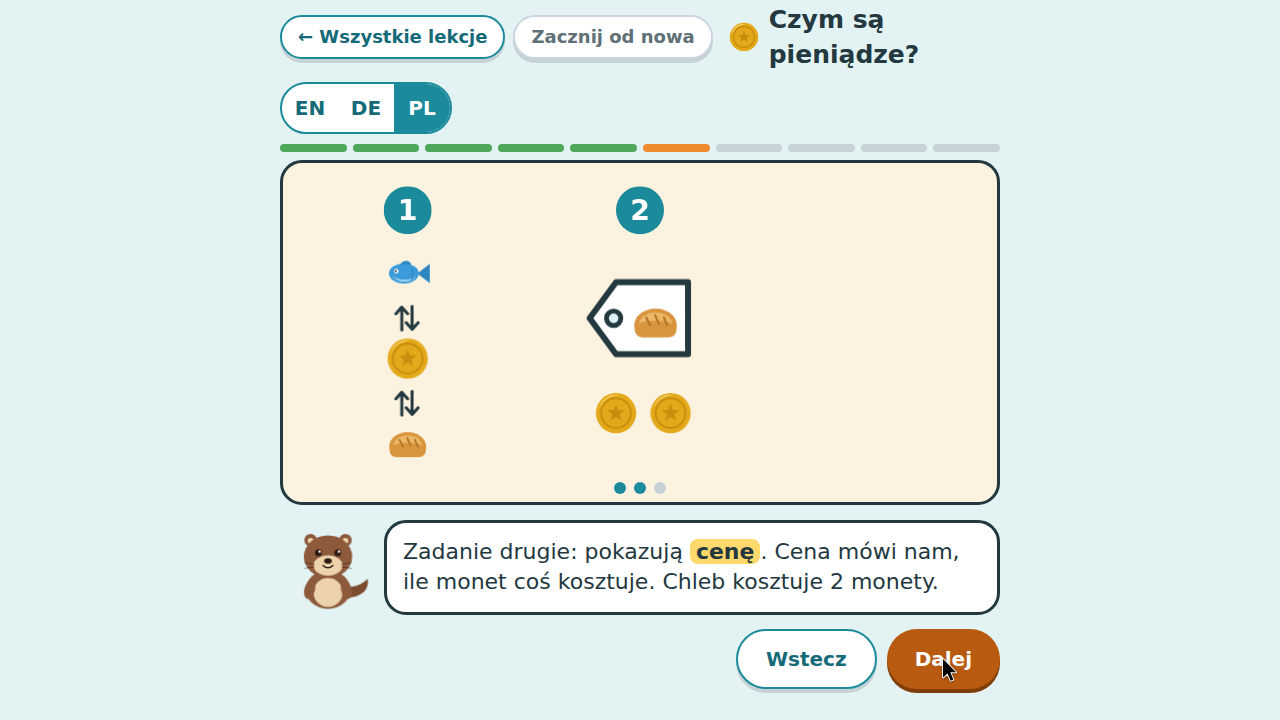 ← Wszystkie lekcje
Zacznij od nowa
Czym są
pieniądze?
EN DE PL
1
2
Zadanie drugie: pokazują cenę. Cena mówi nam,
ile monet coś kosztuje. Chleb kosztuje 2 monety.
Wstecz
Dalej